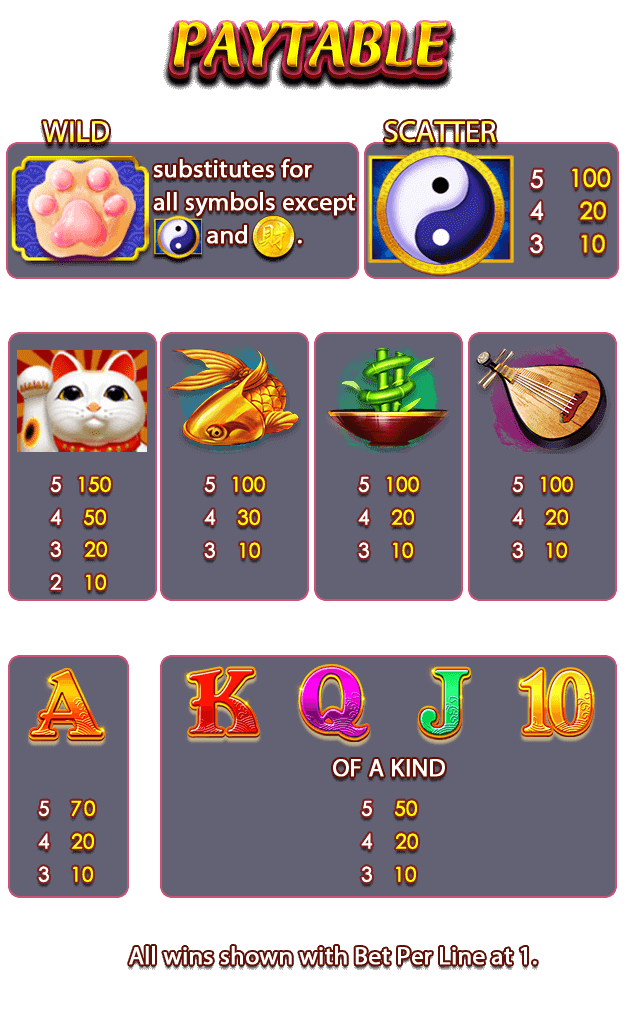 PAYTABLE
WILD
substitutes for
all symbols except
and 財.
SCATTER
5 100
4 20
3 10
5 150
4 50
3 20
2 10
5 100
4 30
3 10
5 100
4 20
3 10
5 100
4 20
3 10
A
5 70
4 20
3 10
K Q J 10
OF A KIND
5 50
4 20
3 10
All wins shown with Bet Per Line at 1.